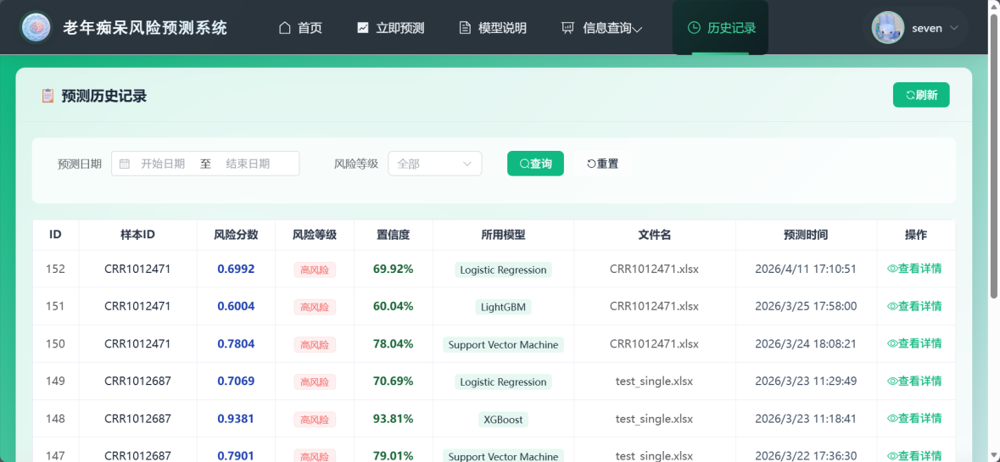 老年痴呆风险预测系统 首页 立即预测 模型说明 信息查询 历史记录 seven
预测历史记录 刷新
预测日期 开始日期 至 结束日期 风险等级 全部 查询 重置
ID 样本ID 风险分数 风险等级 置信度 所用模型 文件名 预测时间 操作
152 CRR1012471 0.6992 高风险 69.92% Logistic Regression CRR1012471.xlsx 2026/4/11 17:10:51 查看详情
151 CRR1012471 0.6004 高风险 60.04% LightGBM CRR1012471.xlsx 2026/3/25 17:58:00 查看详情
150 CRR1012471 0.7804 高风险 78.04% Support Vector Machine CRR1012471.xlsx 2026/3/24 18:08:21 查看详情
149 CRR1012687 0.7069 高风险 70.69% Logistic Regression test_single.xlsx 2026/3/23 11:29:49 查看详情
148 CRR1012687 0.9381 高风险 93.81% XGBoost test_single.xlsx 2026/3/23 11:18:41 查看详情
147 CRR1012687 0.7901 高风险 79.01% Support Vector Machine test_single.xlsx 2026/3/22 17:36:30 查看详情